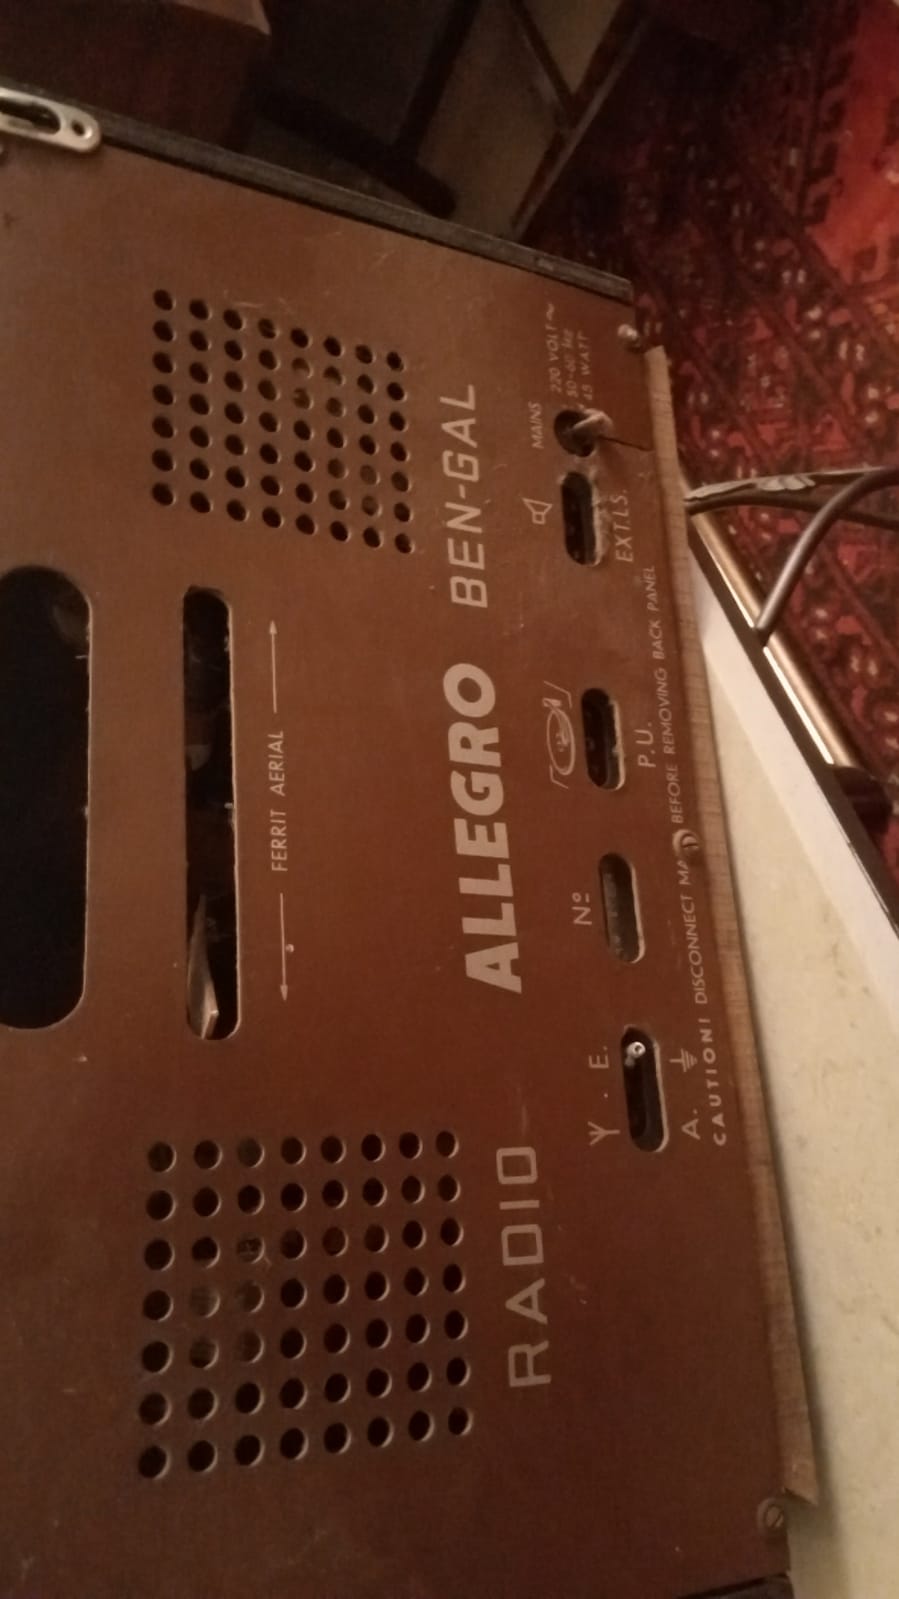 FERRIT AERIAL
RADIO ALLEGRO BEN-GAL
MAINS
220 VOLT~
50-60 Hz
45 WATT
E.
Nº
A.
P.U.
EXT.LS.
CAUTION! DISCONNECT BEFORE REMOVING BACK PANEL